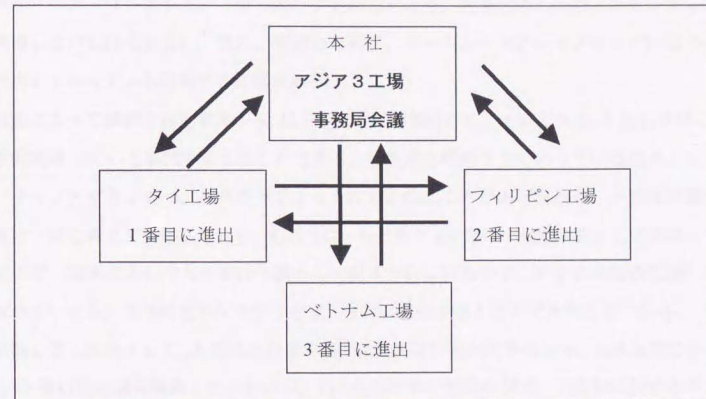 本 社
アジア３工場
事務局会議
タイ工場
１番目に進出
フィリピン工場
２番目に進出
ベトナム工場
３番目に進出